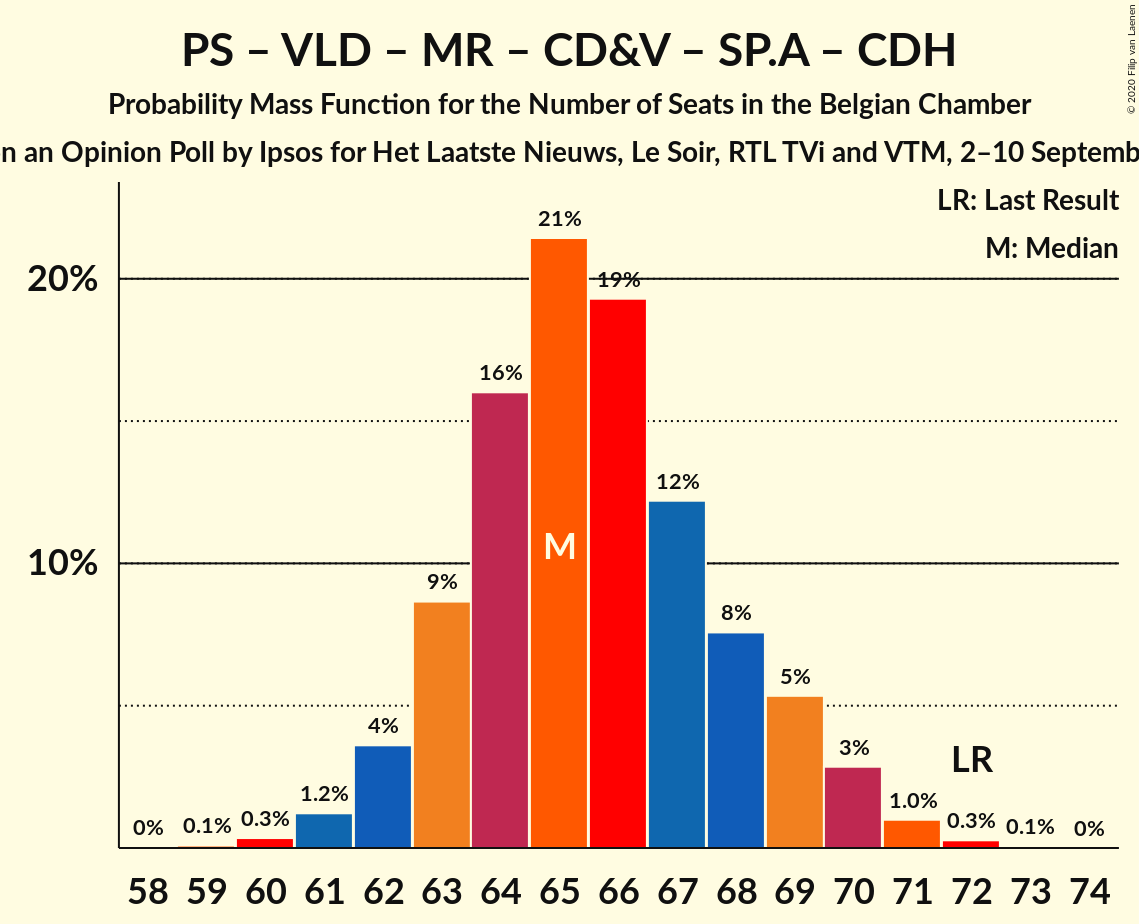 PS – VLD – MR – CD&V – SP.A – CDH
Probability Mass Function for the Number of Seats in the Belgian Chamber
n an Opinion Poll by Ipsos for Het Laatste Nieuws, Le Soir, RTL TVi and VTM, 2–10 Septemb
© 2020 Filip van Laenen
LR: Last Result
M: Median
21%
20%
19%
16%
12%
M
10%
9%
8%
5%
4%
3%
LR
1.2%
1.0%
0% 0.1% 0.3% 0.3% 0.1% 0%
58 59 60 61 62 63 64 65 66 67 68 69 70 71 72 73 74